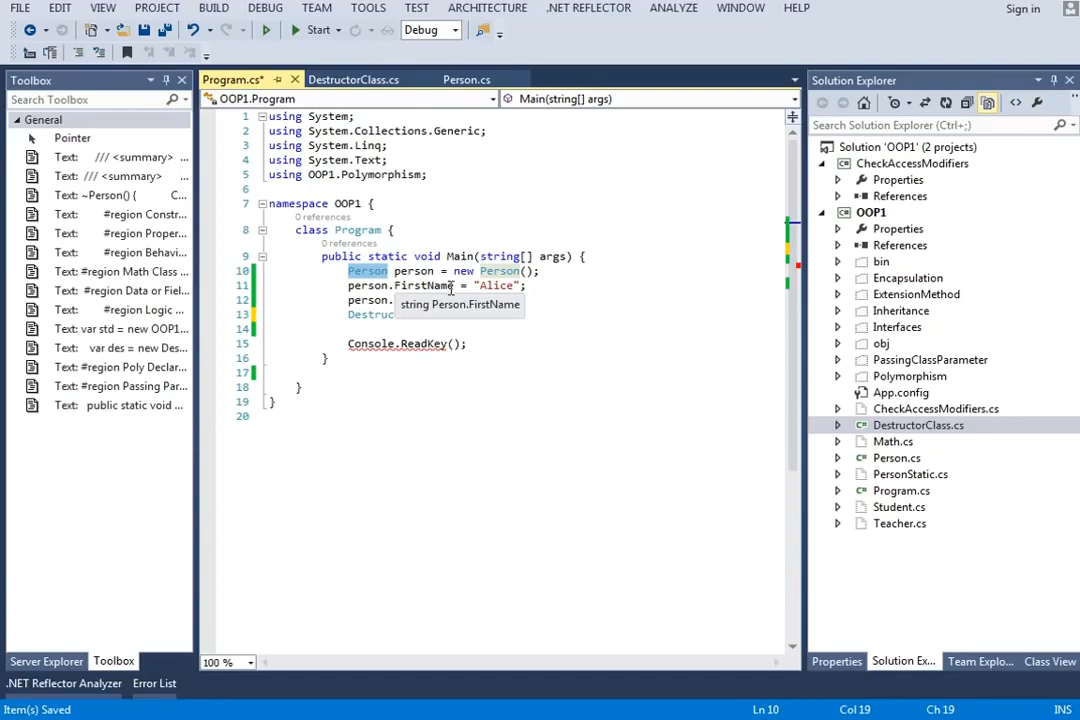 FILE EDIT VIEW PROJECT BUILD DEBUG TEAM TOOLS TEST ARCHITECTURE .NET REFLECTOR ANALYZE WINDOW HELP Sign in
Start Debug
Toolbox
Search Toolbox
General
Pointer
Text: /// <summary> ...
Text: /// <summary> ...
Text: ~Person() { C...
Text: #region Constr...
Text: #region Proper...
Text: #region Behavi...
Text: #region Math Class ...
Text: #region Data or Fiel...
Text: #region Logic ...
Text: var std = new OOP1...
Text: var des = new Des...
Text: #region Poly Declar...
Text: #region Passing Par...
Text: public static void ...
Server Explorer Toolbox
.NET Reflector Analyzer Error List
Program.cs* DestructorClass.cs Person.cs
OOP1.Program Main(string[] args)
1 using System;
2 using System.Collections.Generic;
3 using System.Linq;
4 using System.Text;
5 using OOP1.Polymorphism;
6
7 namespace OOP1 {
0 references
8 class Program {
0 references
9 public static void Main(string[] args) {
10 Person person = new Person();
11 person.FirstName = "Alice";
12 person.
string Person.FirstName
13 Destruc
14
15 Console.ReadKey();
16 }
17
18 }
19 }
20
100 %
Solution Explorer
Search Solution Explorer (Ctrl+;)
Solution 'OOP1' (2 projects)
CheckAccessModifiers
Properties
References
OOP1
Properties
References
bin
Encapsulation
ExtensionMethod
Inheritance
Interfaces
obj
PassingClassParameter
Polymorphism
App.config
CheckAccessModifiers.cs
DestructorClass.cs
Math.cs
Person.cs
PersonStatic.cs
Program.cs
Student.cs
Teacher.cs
Properties Solution Ex... Team Explo... Class View
Item(s) Saved Ln 10 Col 19 Ch 19 INS